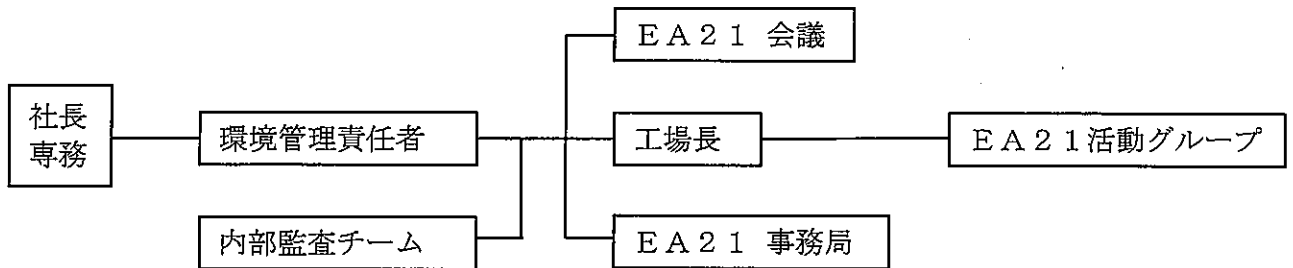 ＥＡ２１ 会議
社長
専務
環境管理責任者
工場長
ＥＡ２１活動グループ
内部監査チーム
ＥＡ２１ 事務局